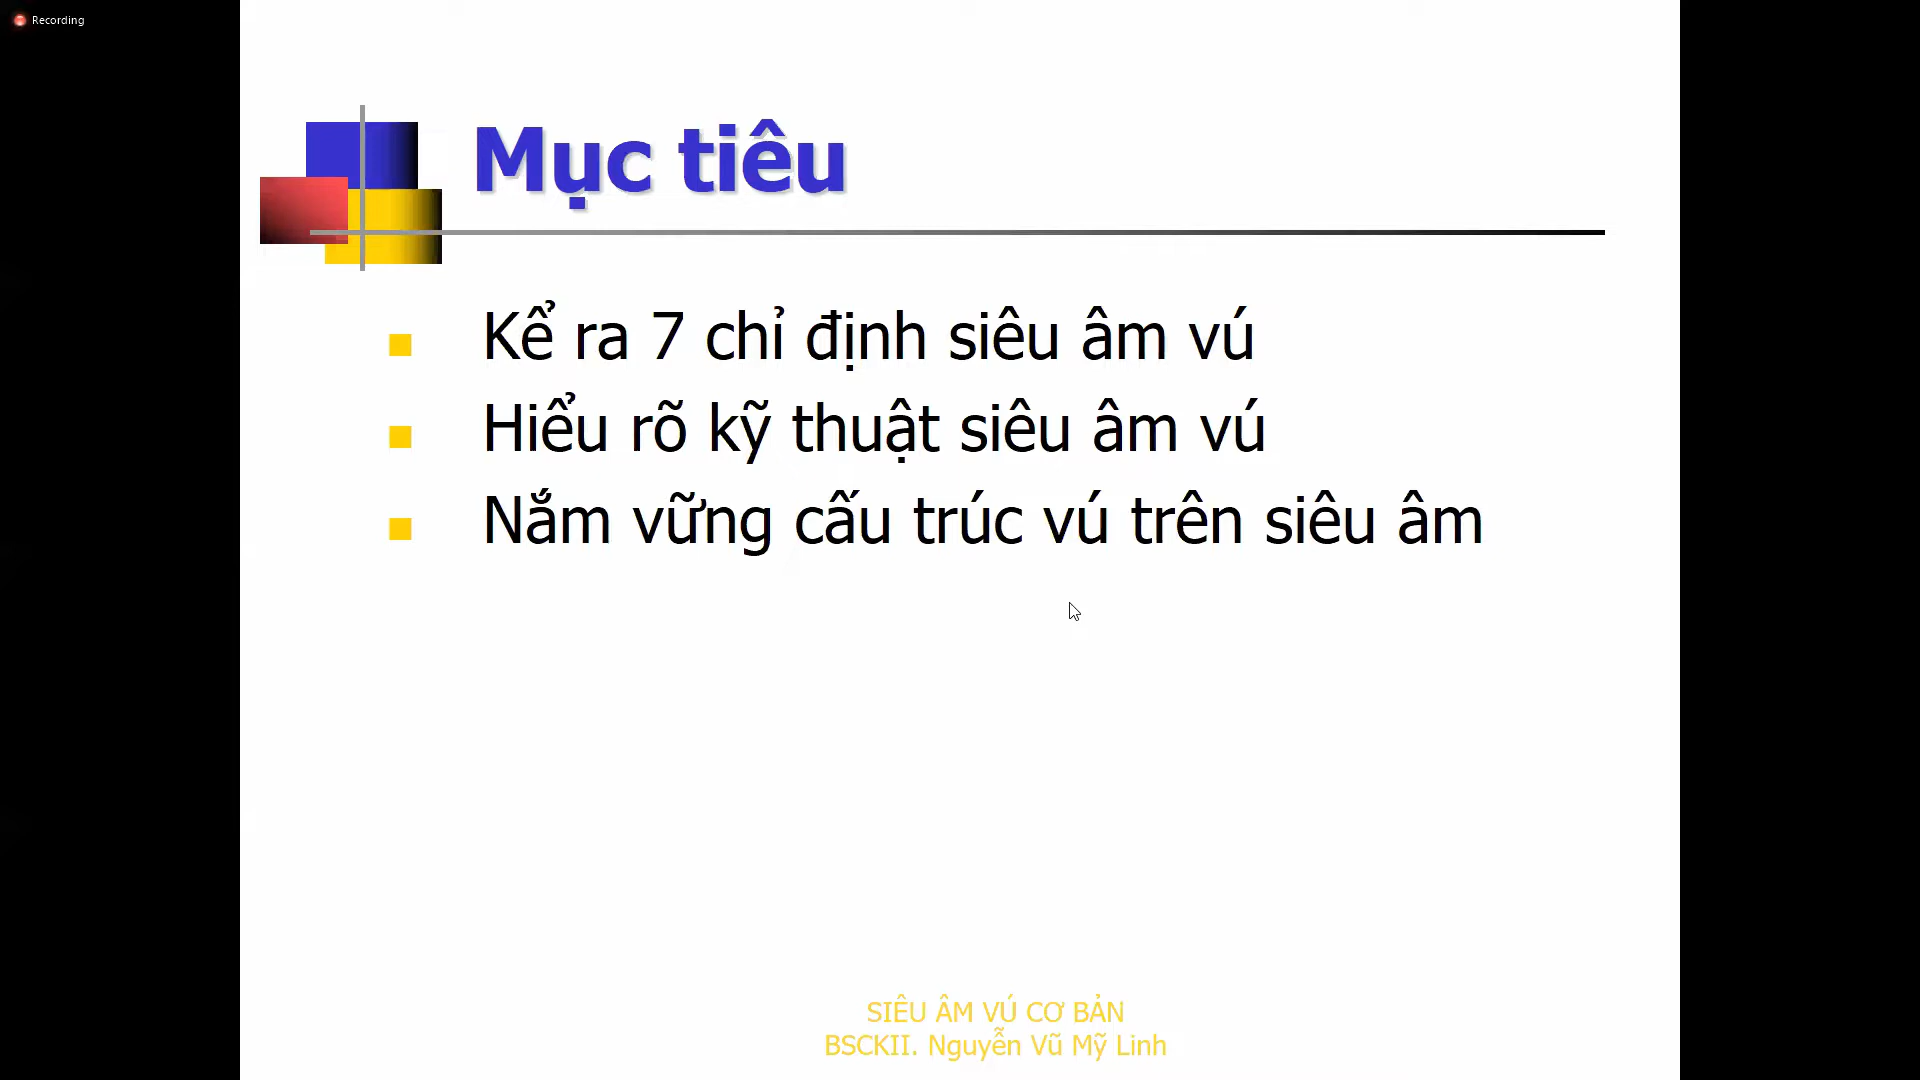 Recording
Mục tiêu
Kể ra 7 chỉ định siêu âm vú
Hiểu rõ kỹ thuật siêu âm vú
Nắm vững cấu trúc vú trên siêu âm
SIÊU ÂM VÚ CƠ BẢN
BSCKII. Nguyễn Vũ Mỹ Linh